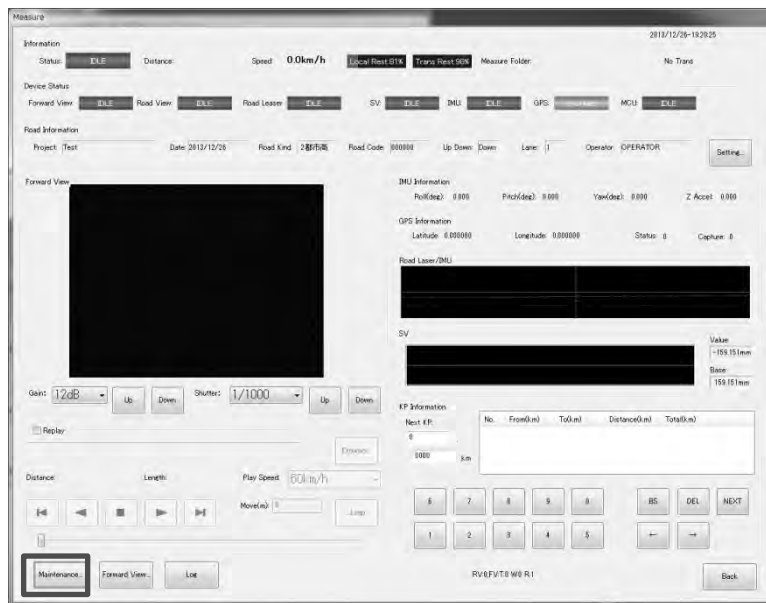 Measure
2013/12/26-19:20:25
Information
Status: IDLE Distance: Speed: 0.0km/h Local Rest:81% Trans Rest:98% Measure Folder: No Trans
Device Status
Forward View: IDLE Road View: IDLE Road Leaser: IDLE SV: IDLE IMU: IDLE GPS: MCU: IDLE
Road Information
Project: Test Date: 2013/12/26 Road Kind: Road Code: 000000 Up Down: Down Lane: 1 Operator: OPERATOR Setting...
Forward View
IMU Information
Roll(deg): 0.000 Pitch(deg): 0.000 Yaw(deg): 0.000 Z Accel: 0.000
GPS Information
Latitude: 0.000000 Longitude: 0.000000 Status: 0 Capture: 0
Road Laser/IMU
SV
Value:
-159.151mm
Base:
159.151mm
Gain: 12dB Up Down Shutter: 1/1000 Up Down
KP Information
Next KP:
0
0000 km
No. From(km) To(km) Distance(km) Total(km)
Replay
Distance: Length: Play Speed: 60km/h
Move(m): 0 Loop
6 7 8 9 0 BS DEL NEXT
1 2 3 4 5 ← →
Maintenance... Forward View... Log RV:0,FV:T:0 W:0 R:1 Back